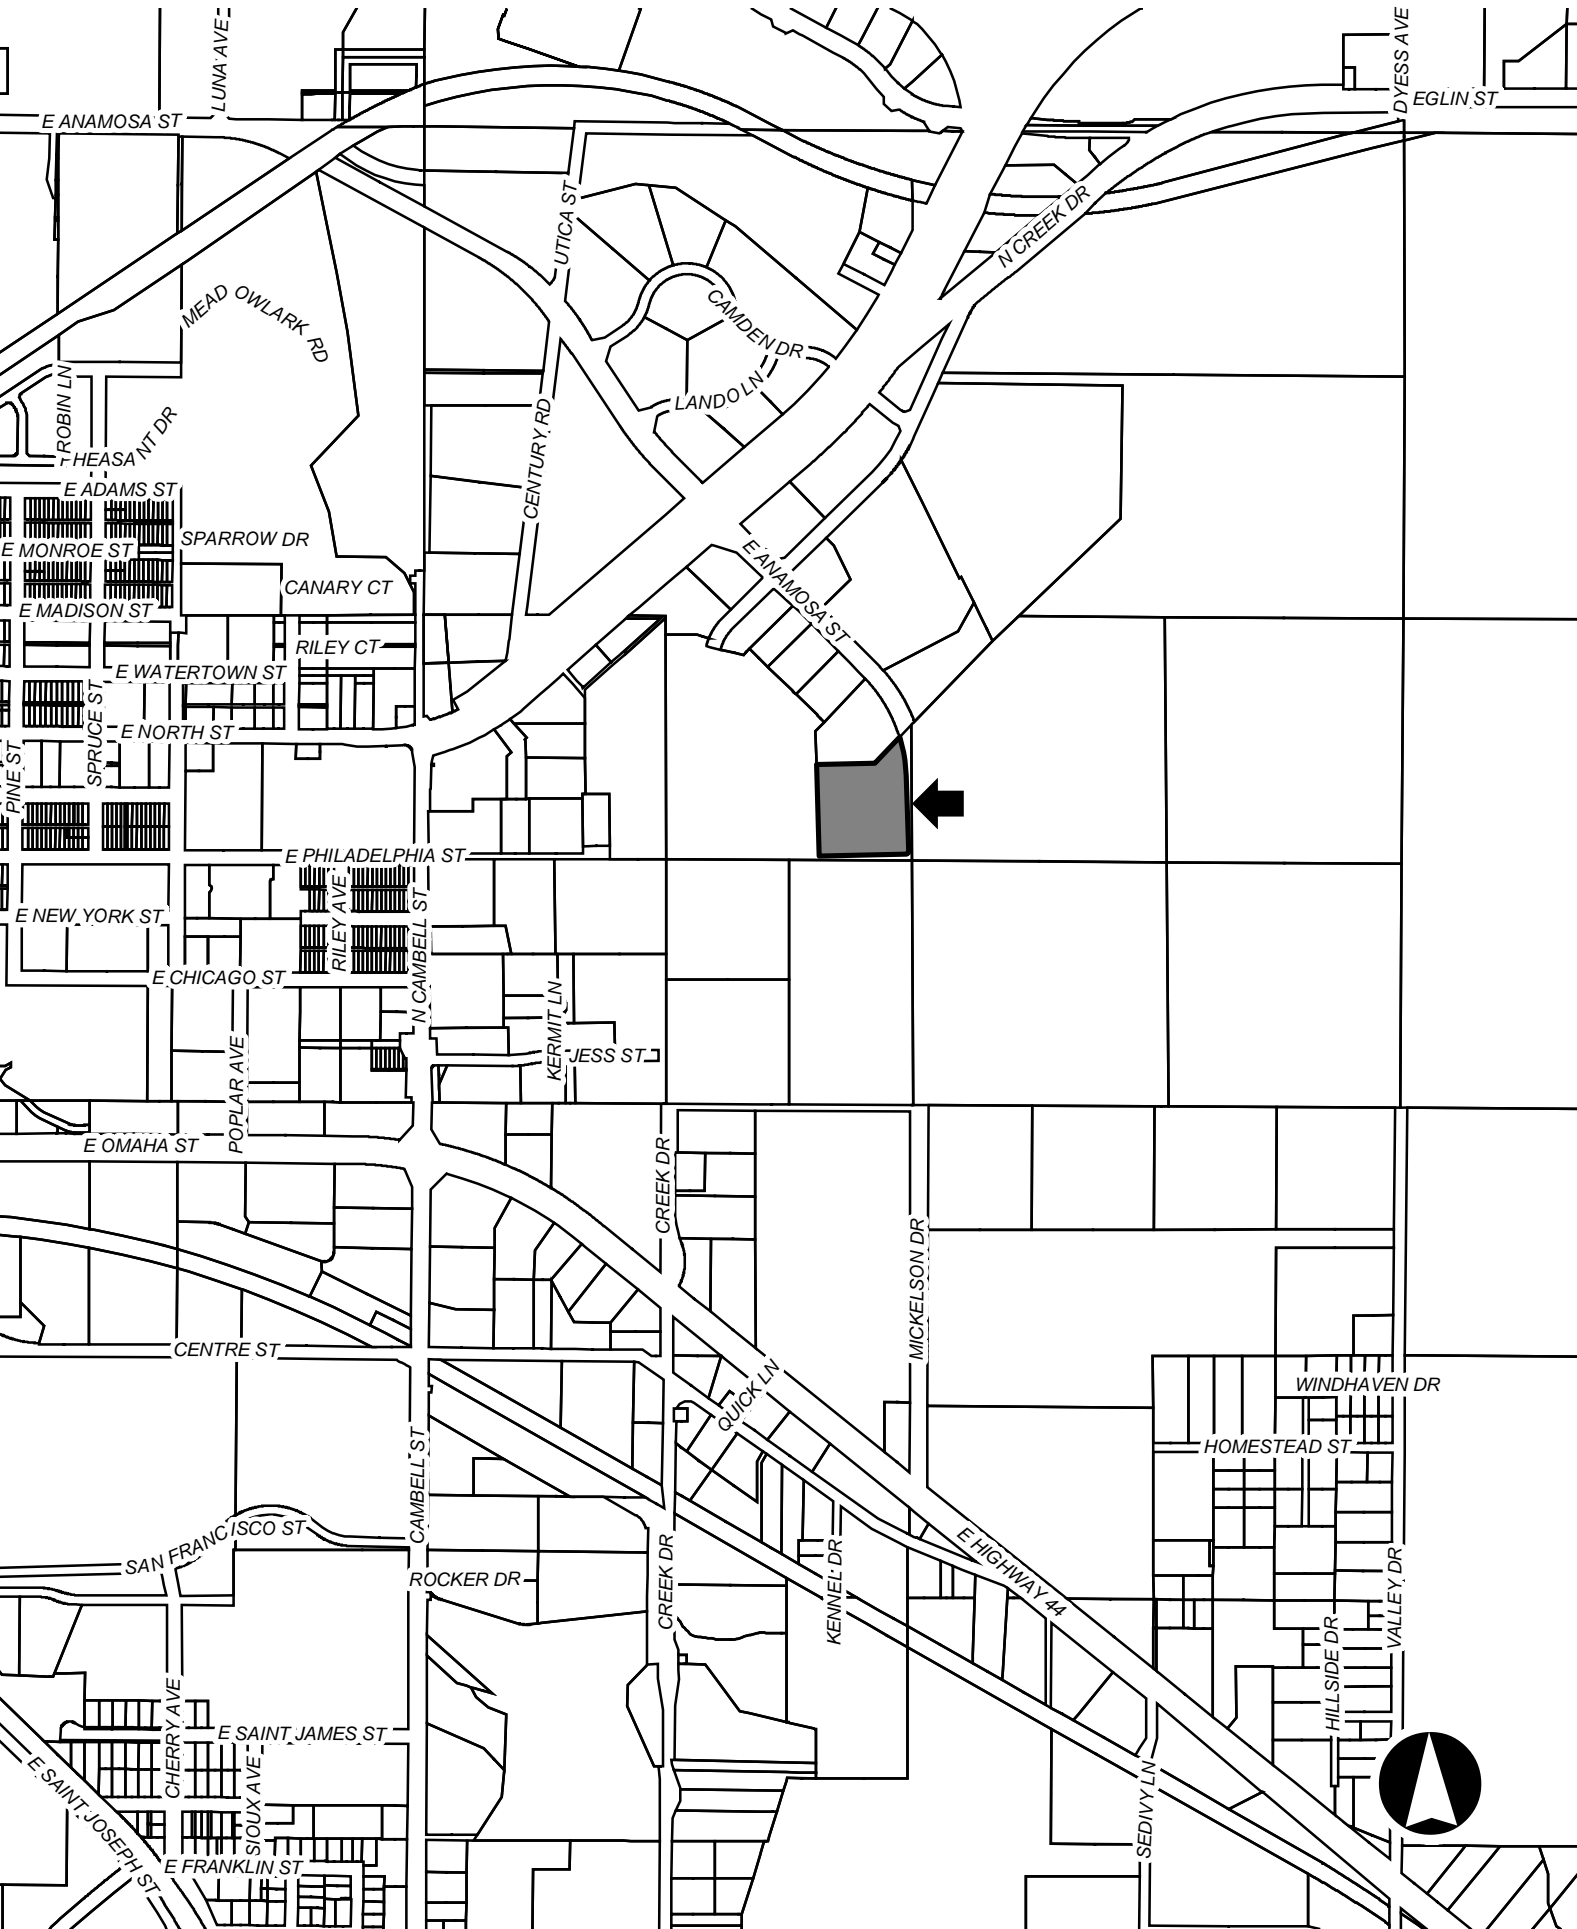 LUNA AVE
DYESS AVE
EGLIN ST
E ANAMOSA ST
UTICA ST
N CREEK DR
MEADOWLARK RD
CAMDEN DR
LANDO LN
ROBIN LN
CENTURY RD
PHEASANT DR
E ADAMS ST
SPARROW DR
E MONROE ST
E ANAMOSA ST
CANARY CT
E MADISON ST
RILEY CT
E WATERTOWN ST
SPRUCE ST
E NORTH ST
PINE ST
E PHILADELPHIA ST
RILEY AVE
E NEW YORK ST
N CAMBELL ST
E CHICAGO ST
KERMIT LN
JESS ST
POPLAR AVE
E OMAHA ST
CREEK DR
MICKELSON DR
CENTRE ST
QUICK LN
WINDHAVEN DR
HOMESTEAD ST
CAMBELL ST
SAN FRANCISCO ST
E HIGHWAY 44
ROCKER DR
CREEK DR
KENNEL DR
VALLEY DR
HILLSIDE DR
CHERRY AVE
E SAINT JAMES ST
SIOUX AVE
E SAINT JOSEPH ST
SEDIVY LN
E FRANKLIN ST